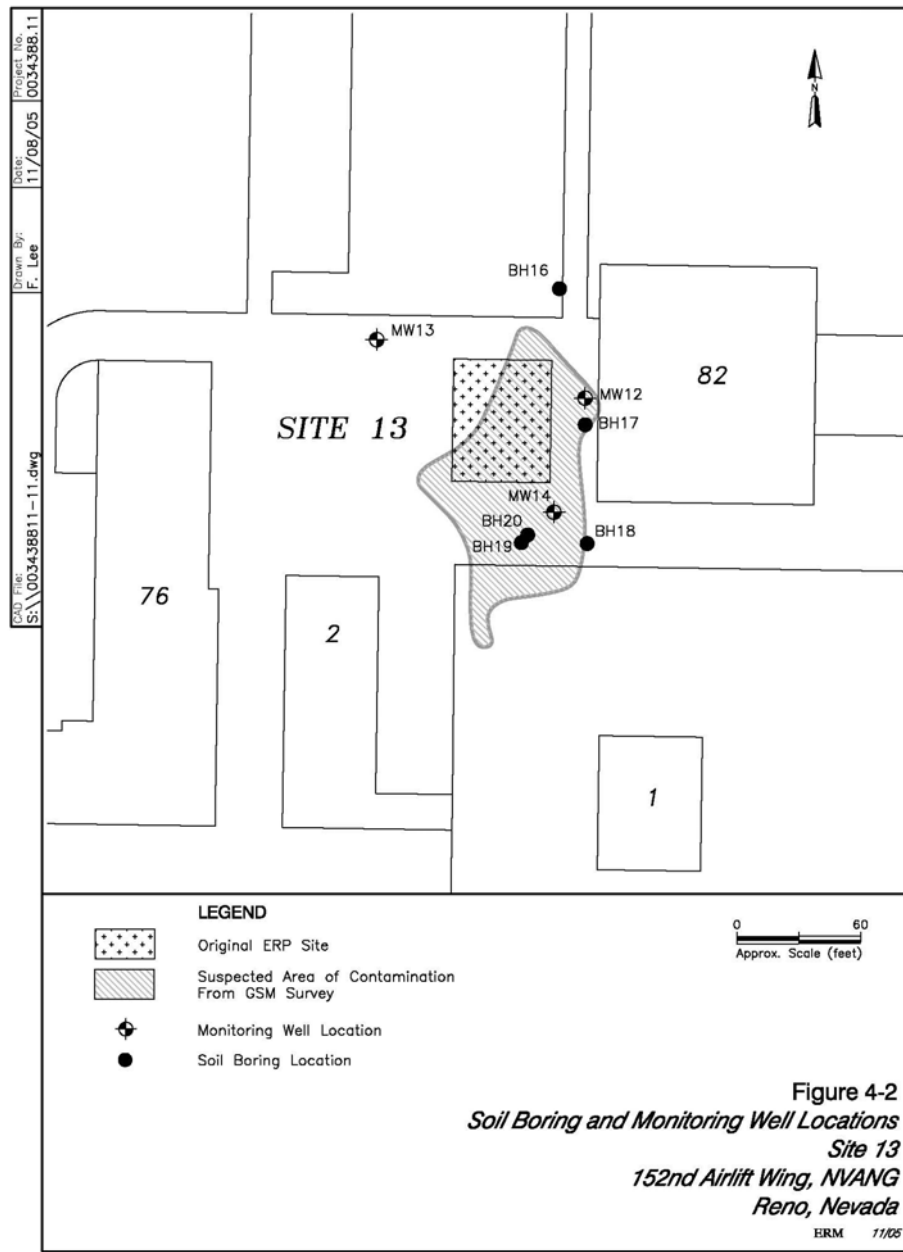 Project No.
0034388.11
Date:
11/08/05
Drawn By:
F. Lee
CAD File:
S:\\003438811-11.dwg
N
BH16
MW13
82
MW12
SITE 13
BH17
MW14
BH20
BH18
BH19
76
2
1
LEGEND
Original ERP Site
Suspected Area of Contamination
From GSM Survey
Monitoring Well Location
Soil Boring Location
0 60
Approx. Scale (feet)
Figure 4-2
Soil Boring and Monitoring Well Locations
Site 13
152nd Airlift Wing, NVANG
Reno, Nevada
ERM 11/05